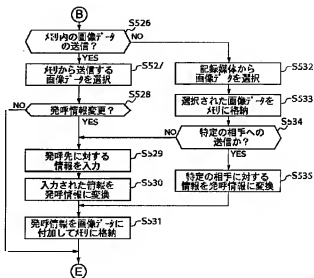 B
S526
メモリ内の画像データ
の送信?
NO
YES
S527
メモリから送信する
画像データを選択
S532
記録媒体から
画像データを選択
S528
発呼情報変更?
NO
YES
S533
選択された画像データを
メモリに格納
S534
特定の相手への
送信か?
NO
YES
S529
発呼先に対する
情報を入力
S530
入力された情報を
発呼情報に変換
S535
特定の相手に対する
情報を発呼情報に変換
S531
発呼情報を画像データに
付加してメモリに格納
E